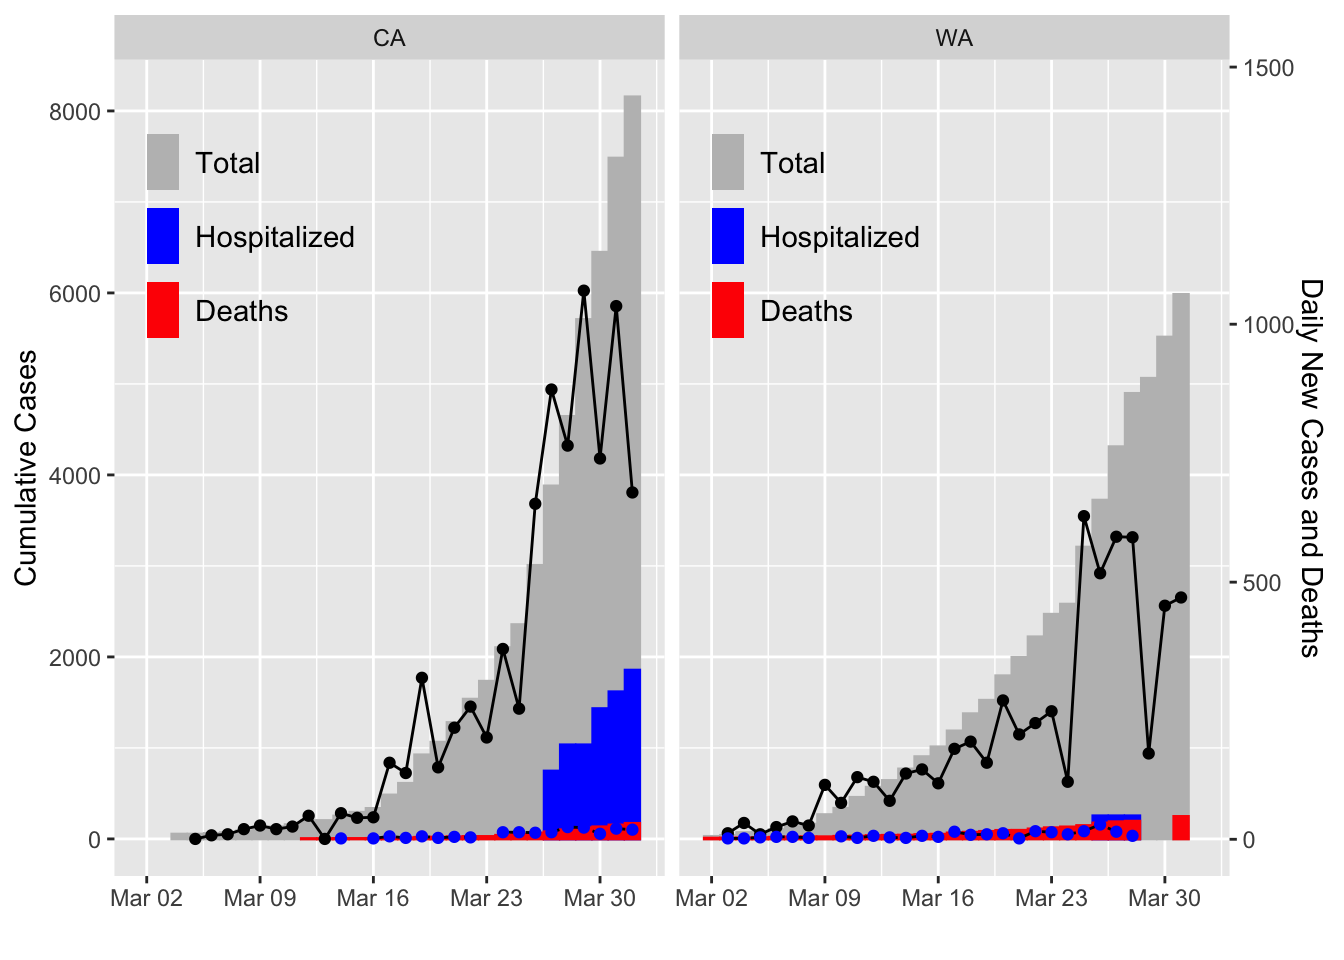 CA
WA
Cumulative Cases
8000
6000
4000
2000
0
Total
Hospitalized
Deaths
Total
Hospitalized
Deaths
1500
1000
500
0
Daily New Cases and Deaths
Mar 02 Mar 09 Mar 16 Mar 23 Mar 30
Mar 02 Mar 09 Mar 16 Mar 23 Mar 30